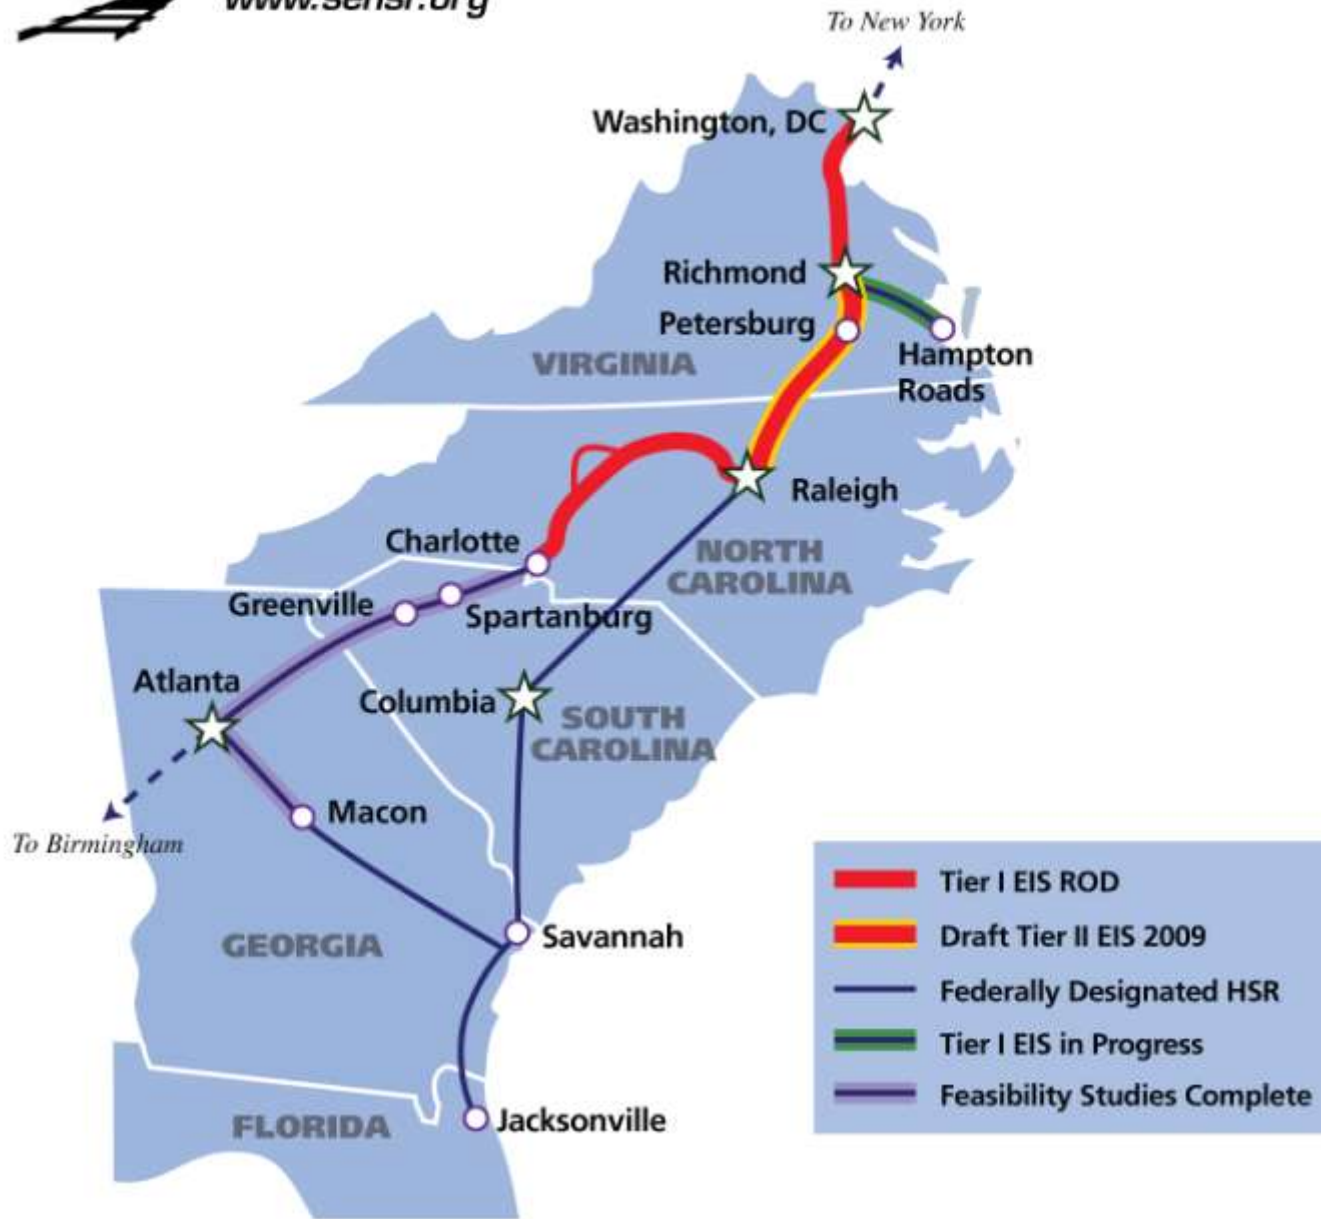 www.sehsr.org
To New York
Washington, DC
Richmond
Petersburg
Hampton
Roads
VIRGINIA
Raleigh
Charlotte
NORTH
CAROLINA
Greenville
Spartanburg
Atlanta
Columbia
SOUTH
CAROLINA
Macon
To Birmingham
Savannah
GEORGIA
Jacksonville
FLORIDA
Tier I EIS ROD
Draft Tier II EIS 2009
Federally Designated HSR
Tier I EIS in Progress
Feasibility Studies Complete